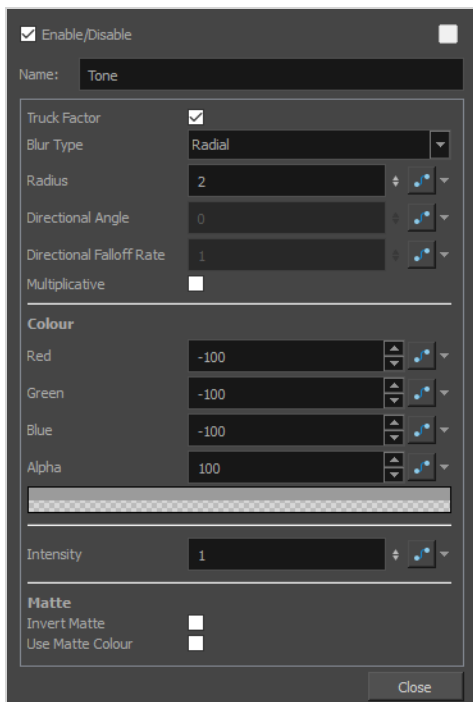 Enable/Disable
Name: Tone
Truck Factor
Blur Type Radial
Radius 2
Directional Angle 0
Directional Falloff Rate 1
Multiplicative
Colour
Red -100
Green -100
Blue -100
Alpha 100
Intensity 1
Matte
Invert Matte
Use Matte Colour
Close